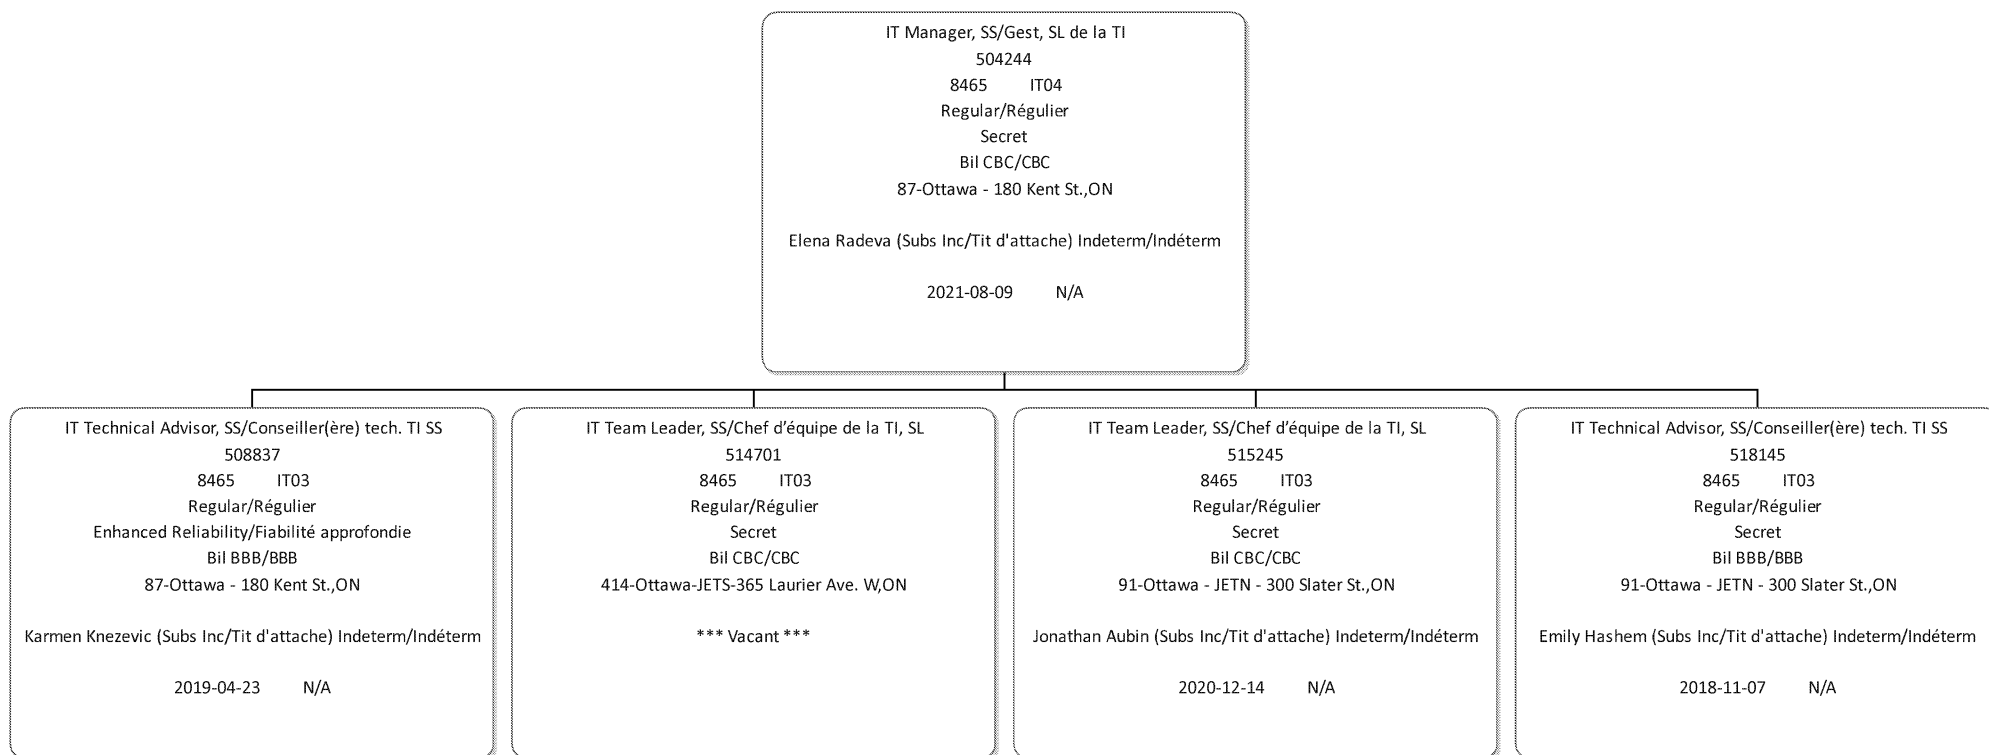 IT Manager, SS/Gest, SL de la TI
504244
8465 IT04
Regular/Régulier
Secret
Bil CBC/CBC
87-Ottawa - 180 Kent St.,ON
Elena Radeva (Subs Inc/Tit d'attache) Indeterm/Indéterm
2021-08-09 N/A
IT Technical Advisor, SS/Conseiller(ère) tech. TI SS
508837
8465 IT03
Regular/Régulier
Enhanced Reliability/Fiabilité approfondie
Bil BBB/BBB
87-Ottawa - 180 Kent St.,ON
Karmen Knezevic (Subs Inc/Tit d'attache) Indeterm/Indéterm
2019-04-23 N/A
IT Team Leader, SS/Chef d’équipe de la TI, SL
514701
8465 IT03
Regular/Régulier
Secret
Bil CBC/CBC
414-Ottawa-JETS-365 Laurier Ave. W,ON
*** Vacant ***
IT Team Leader, SS/Chef d’équipe de la TI, SL
515245
8465 IT03
Regular/Régulier
Secret
Bil CBC/CBC
91-Ottawa - JETN - 300 Slater St.,ON
Jonathan Aubin (Subs Inc/Tit d'attache) Indeterm/Indéterm
2020-12-14 N/A
IT Technical Advisor, SS/Conseiller(ère) tech. TI SS
518145
8465 IT03
Regular/Régulier
Secret
Bil BBB/BBB
91-Ottawa - JETN - 300 Slater St.,ON
Emily Hashem (Subs Inc/Tit d'attache) Indeterm/Indéterm
2018-11-07 N/A